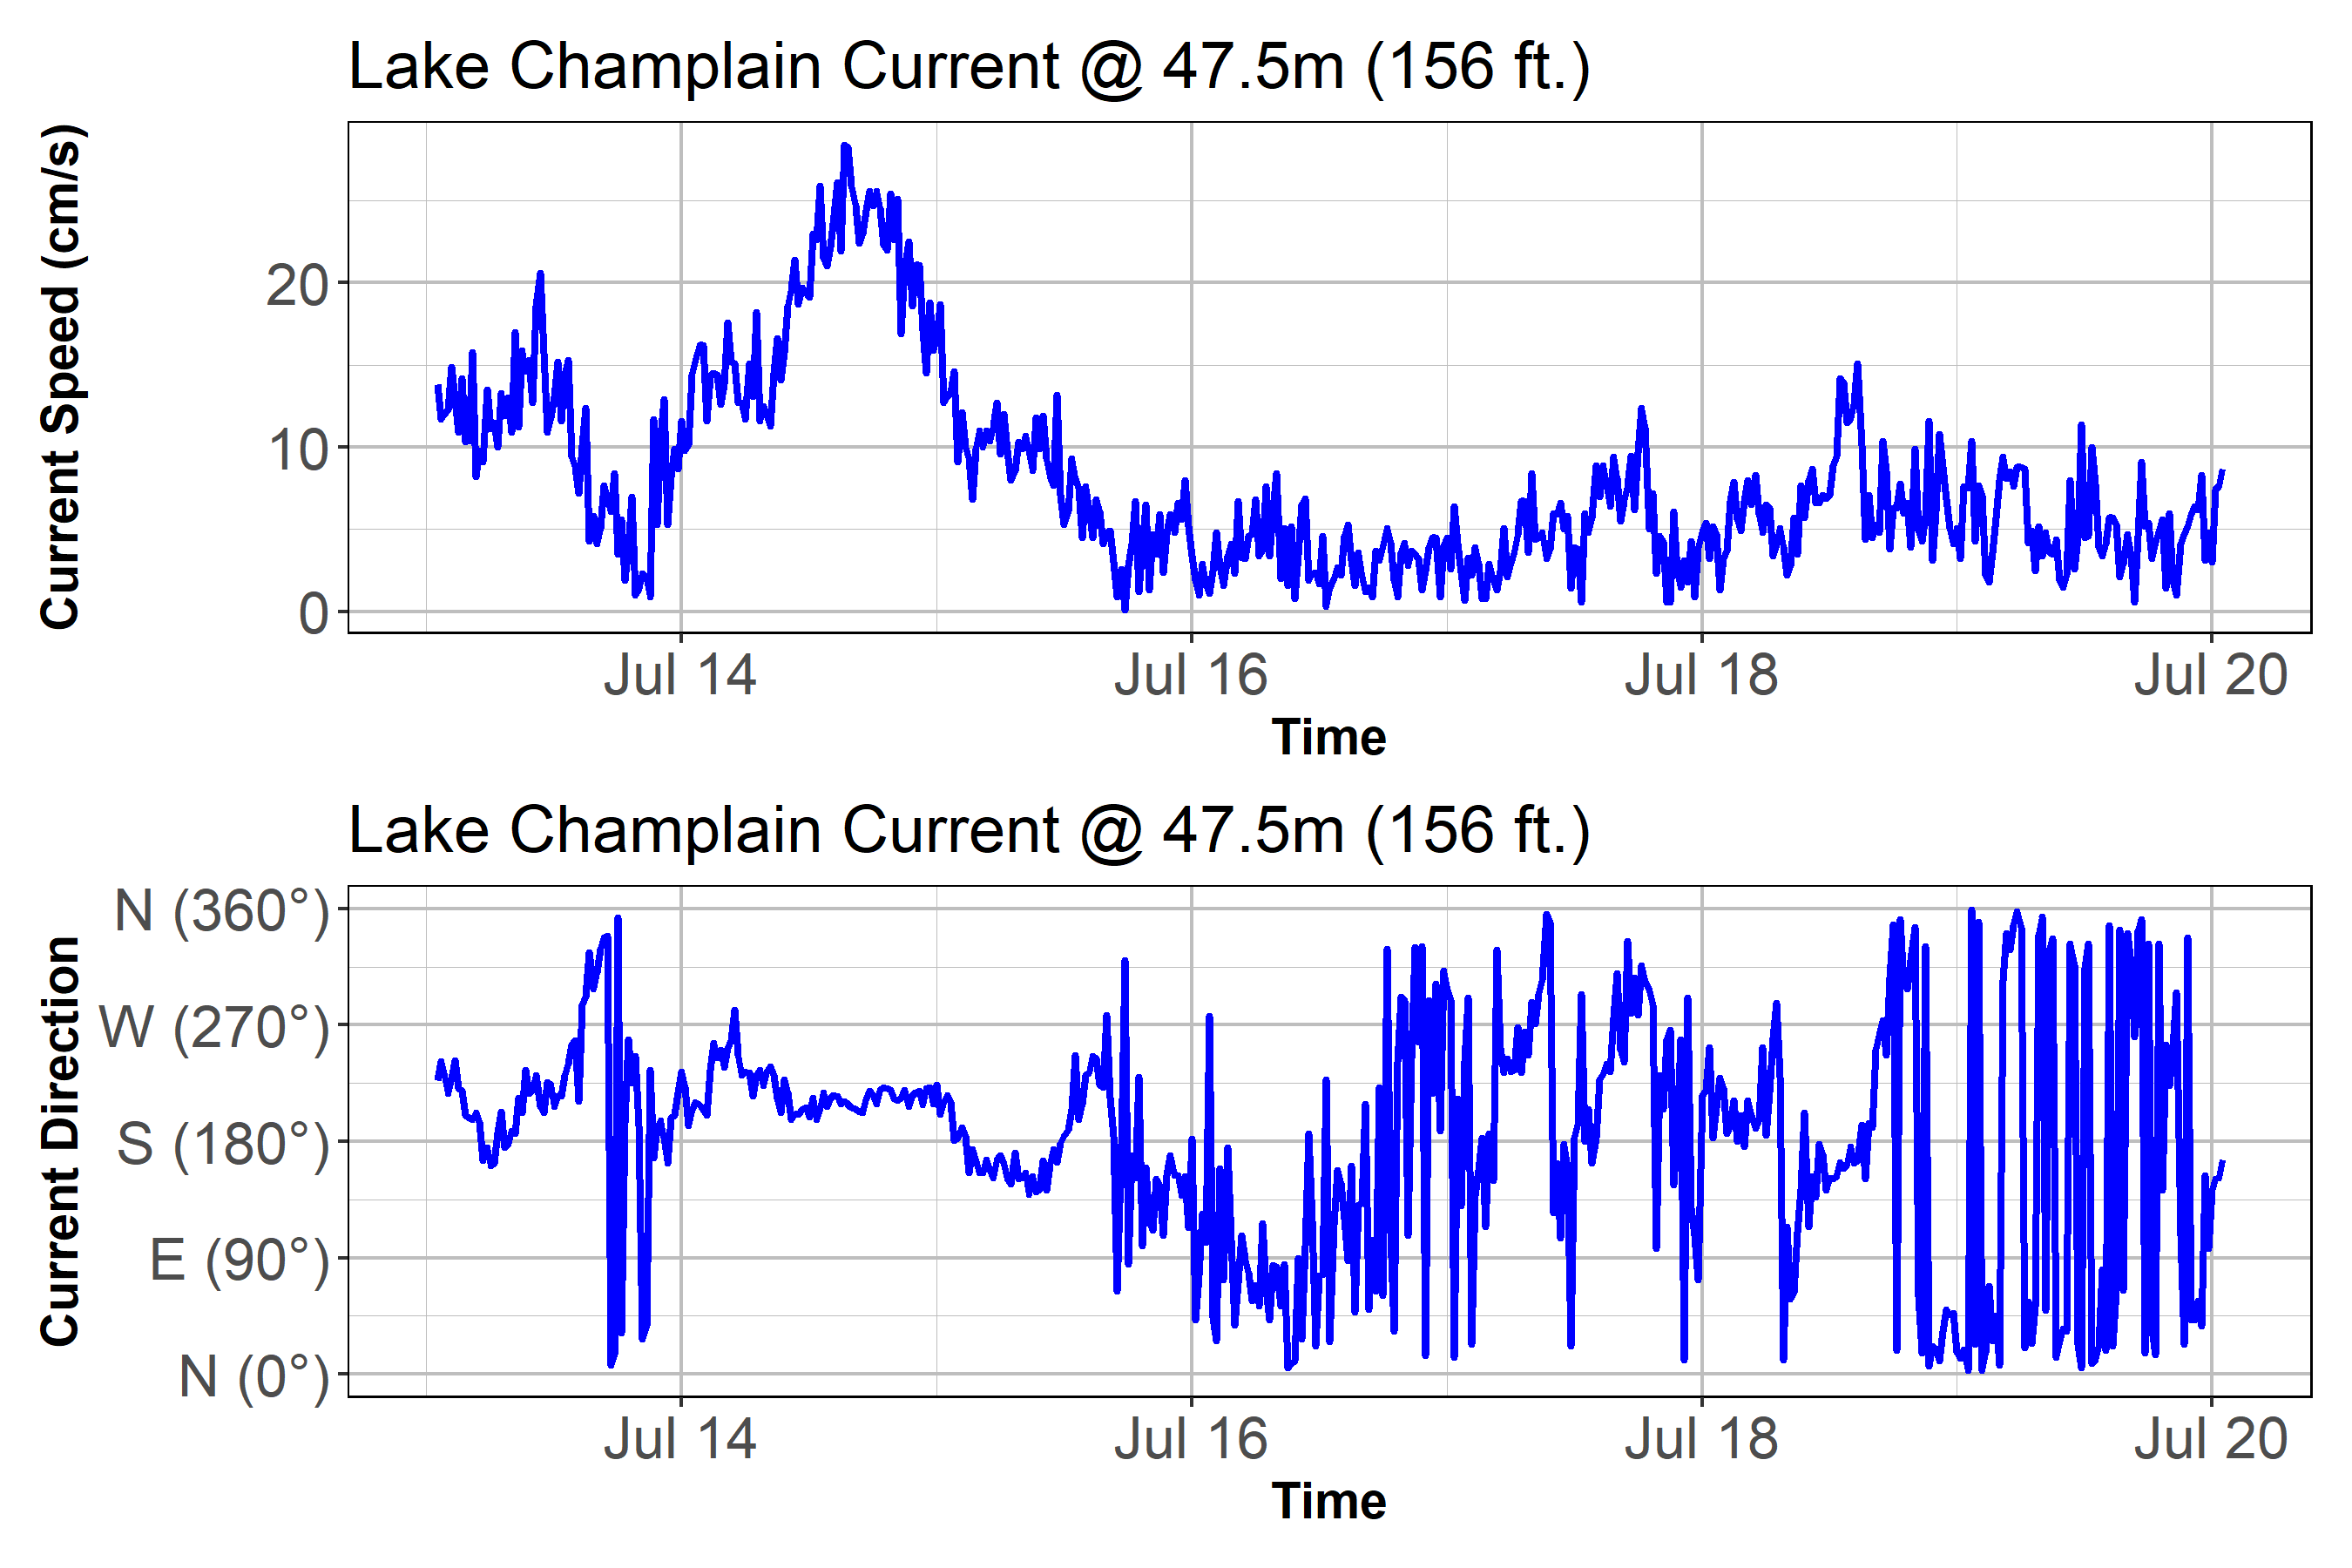 Lake Champlain Current @ 47.5m (156 ft.)
Current Speed (cm/s)
20
10
0
Jul 14 Jul 16 Jul 18 Jul 20
Time
Lake Champlain Current @ 47.5m (156 ft.)
Current Direction
N (360°)
W (270°)
S (180°)
E (90°)
N (0°)
Jul 14 Jul 16 Jul 18 Jul 20
Time